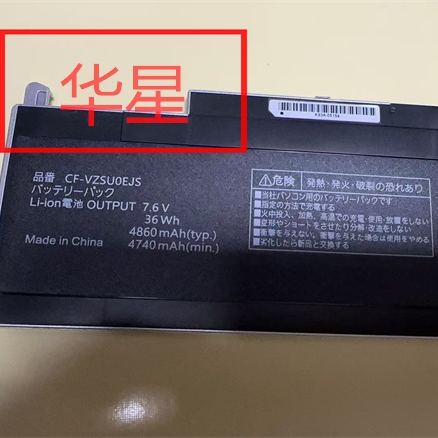 华星
品番 CF-VZSU0EJS
バッテリーパック
Li-ion電池 OUTPUT 7.6 V
36 Wh
4860 mAh(typ.)
4740 mAh(min.)
Made in China
危険 発熱・発火・破裂の恐れあり
■当社パソコン用のバッテリーパックです
■指定の方法で充電する
■火中投入、加熱、高温での充電・使用・放置をしない
■変形やショートをさせたり分解・改造をしない
■衝撃を与えない、衝撃を与えた場合は使用をやめる
■劣化したら新品と交換する